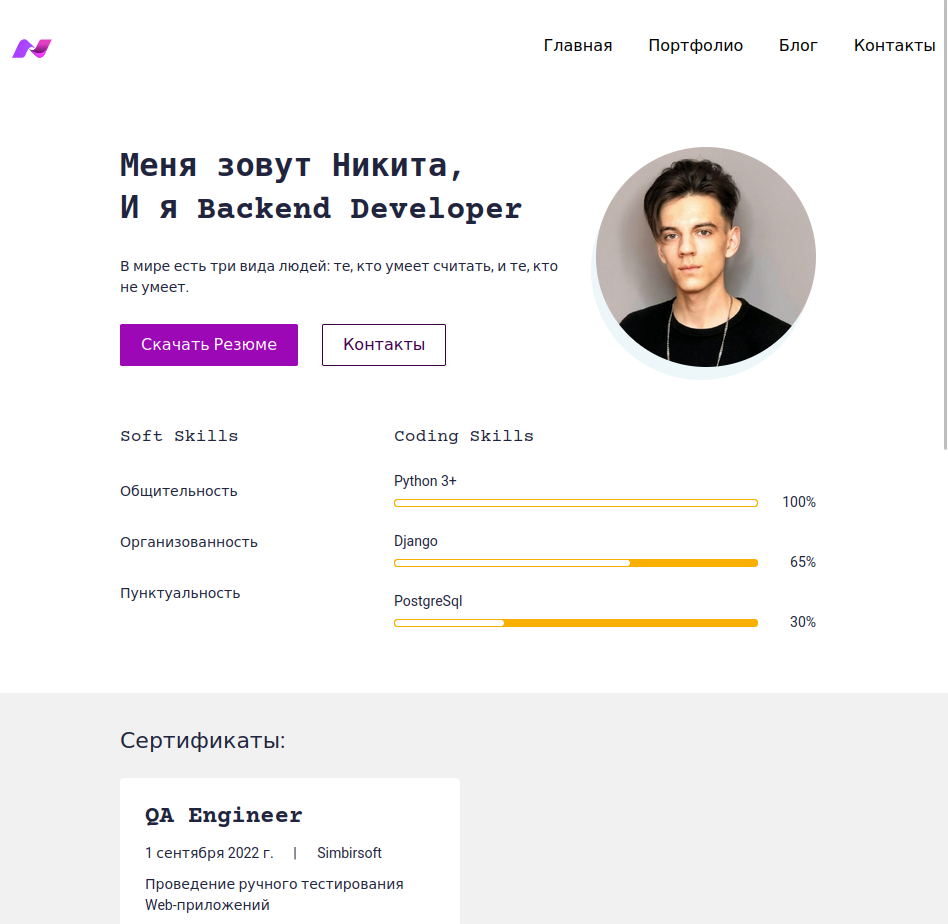 Главная
Портфолио
Блог
Контакты
Меня зовут Никита,
И я Backend Developer
В мире есть три вида людей: те, кто умеет считать, и те, кто
не умеет.
Скачать Резюме
Контакты
Soft Skills
Общительность
Организованность
Пунктуальность
Coding Skills
Python 3+
100%
Django
65%
PostgreSql
30%
Сертификаты:
QA Engineer
1 сентября 2022 г. | Simbirsoft
Проведение ручного тестирования
Web-приложений